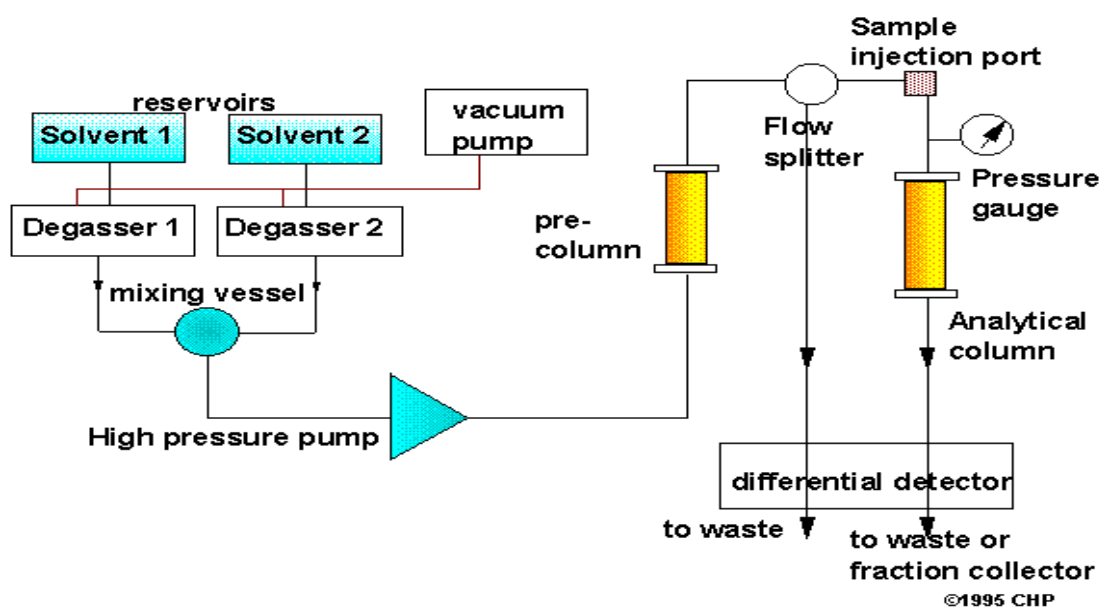 reservoirs
Solvent 1
Solvent 2
vacuum
pump
Degasser 1
Degasser 2
mixing vessel
High pressure pump
pre-
column
Flow
splitter
Sample
injection port
Pressure
gauge
Analytical
column
differential detector
to waste
to waste or
fraction collector
©1995 CHP